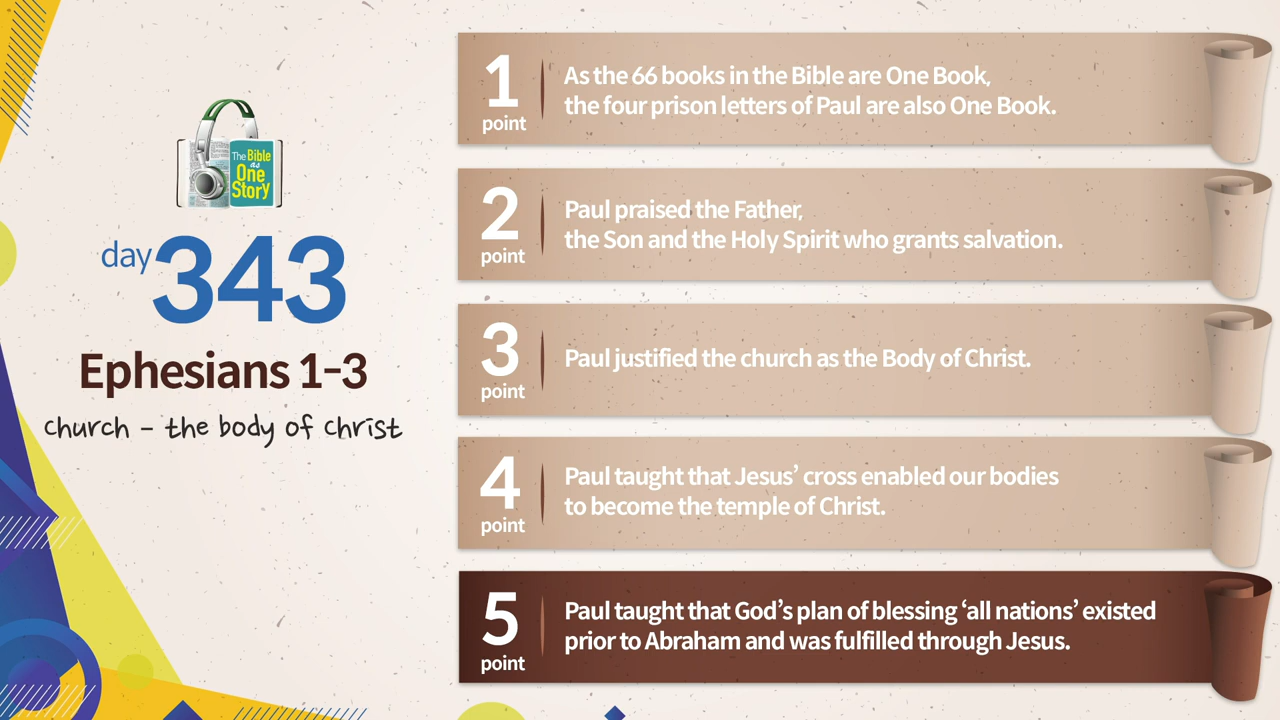 The Bible
as
One
Story
day 343
Ephesians 1-3
church - the body of christ
1
point
As the 66 books in the Bible are One Book,
the four prison letters of Paul are also One Book.
2
point
Paul praised the Father,
the Son and the Holy Spirit who grants salvation.
3
point
Paul justified the church as the Body of Christ.
4
point
Paul taught that Jesus’ cross enabled our bodies
to become the temple of Christ.
5
point
Paul taught that God’s plan of blessing ‘all nations’ existed
prior to Abraham and was fulfilled through Jesus.